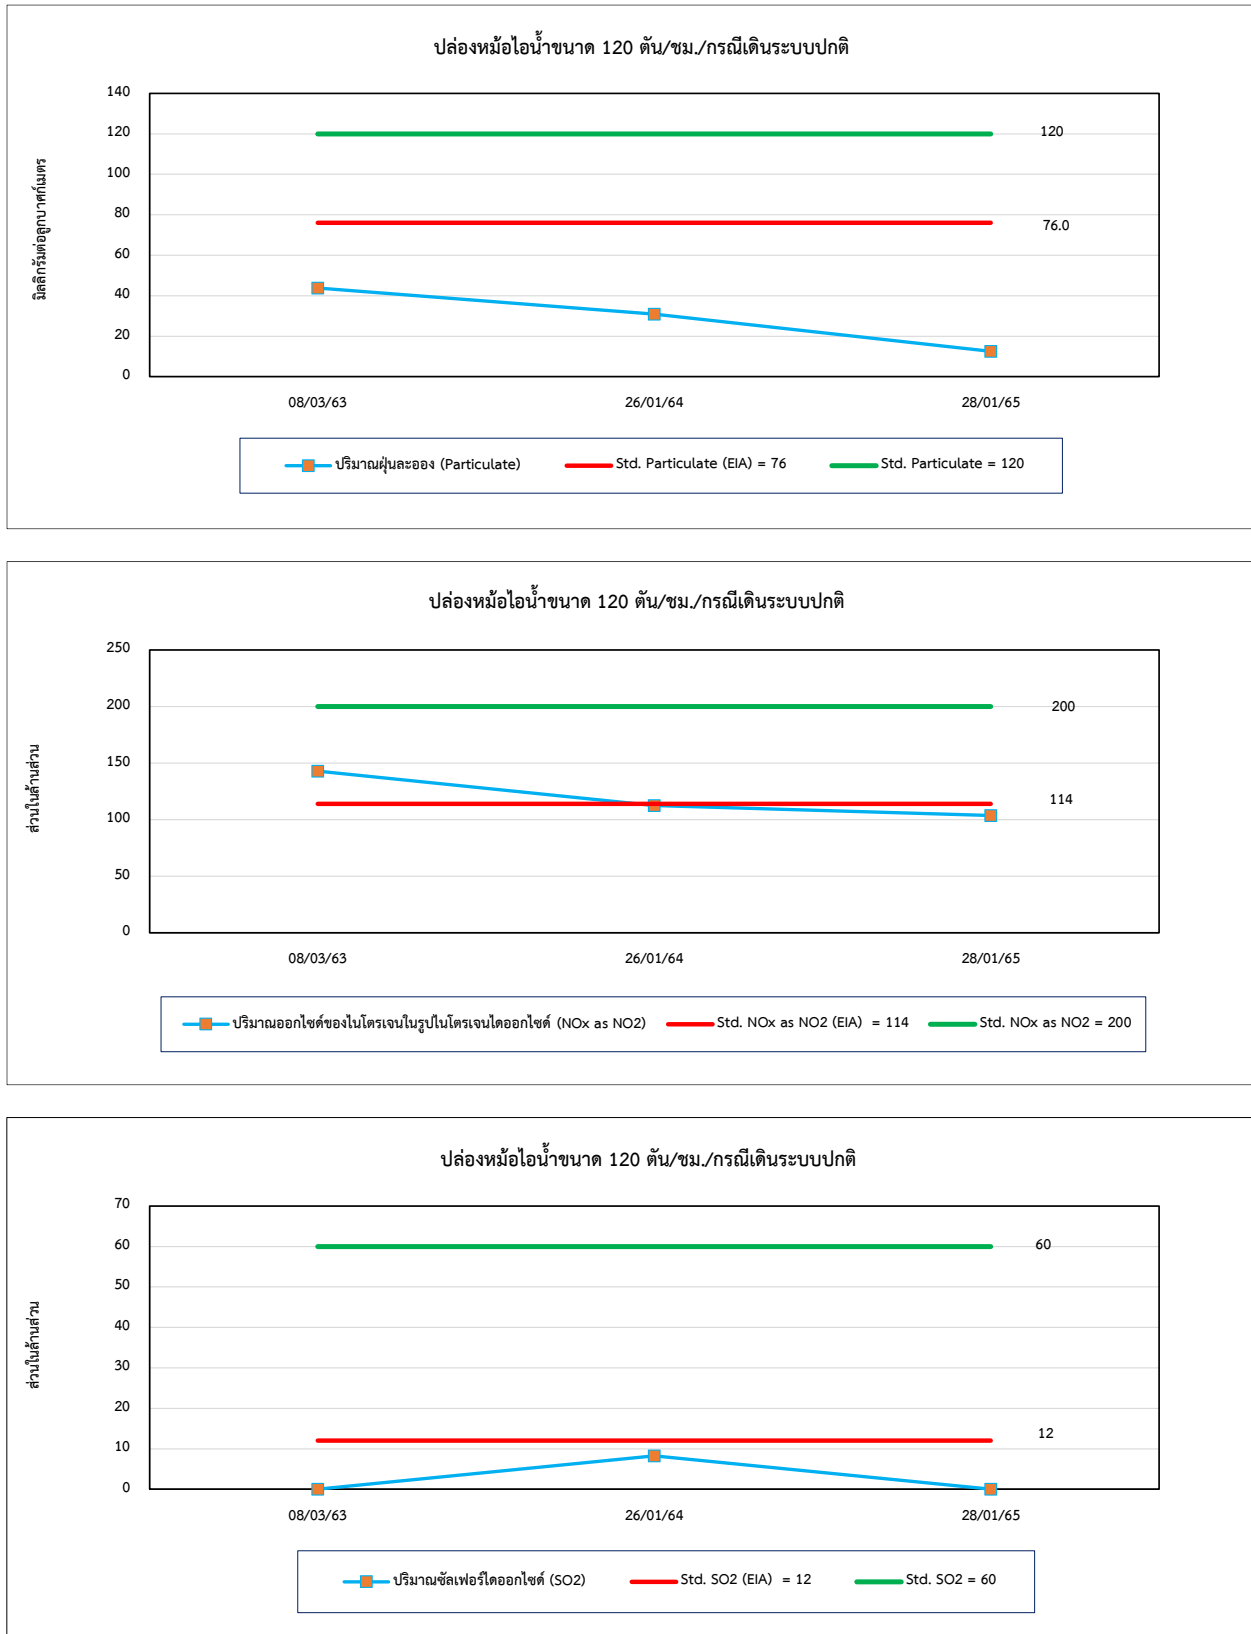 ปล่องหม้อไอน้ำขนาด 120 ตัน/ชม./กรณีเดินระบบปกติ
มิลลิกรัมต่อลูกบาศก์เมตร
140
120
100
80
60
40
20
0
120
76.0
08/03/63 26/01/64 28/01/65
ปริมาณฝุ่นละออง (Particulate) Std. Particulate (EIA) = 76 Std. Particulate = 120
ปล่องหม้อไอน้ำขนาด 120 ตัน/ชม./กรณีเดินระบบปกติ
ส่วนในล้านส่วน
250
200
150
100
50
0
200
114
08/03/63 26/01/64 28/01/65
ปริมาณออกไซด์ของไนโตรเจนในรูปไนโตรเจนไดออกไซด์ (NOx as NO2) Std. NOx as NO2 (EIA) = 114 Std. NOx as NO2 = 200
ปล่องหม้อไอน้ำขนาด 120 ตัน/ชม./กรณีเดินระบบปกติ
ส่วนในล้านส่วน
70
60
50
40
30
20
10
0
60
12
08/03/63 26/01/64 28/01/65
ปริมาณซัลเฟอร์ไดออกไซด์ (SO2) Std. SO2 (EIA) = 12 Std. SO2 = 60